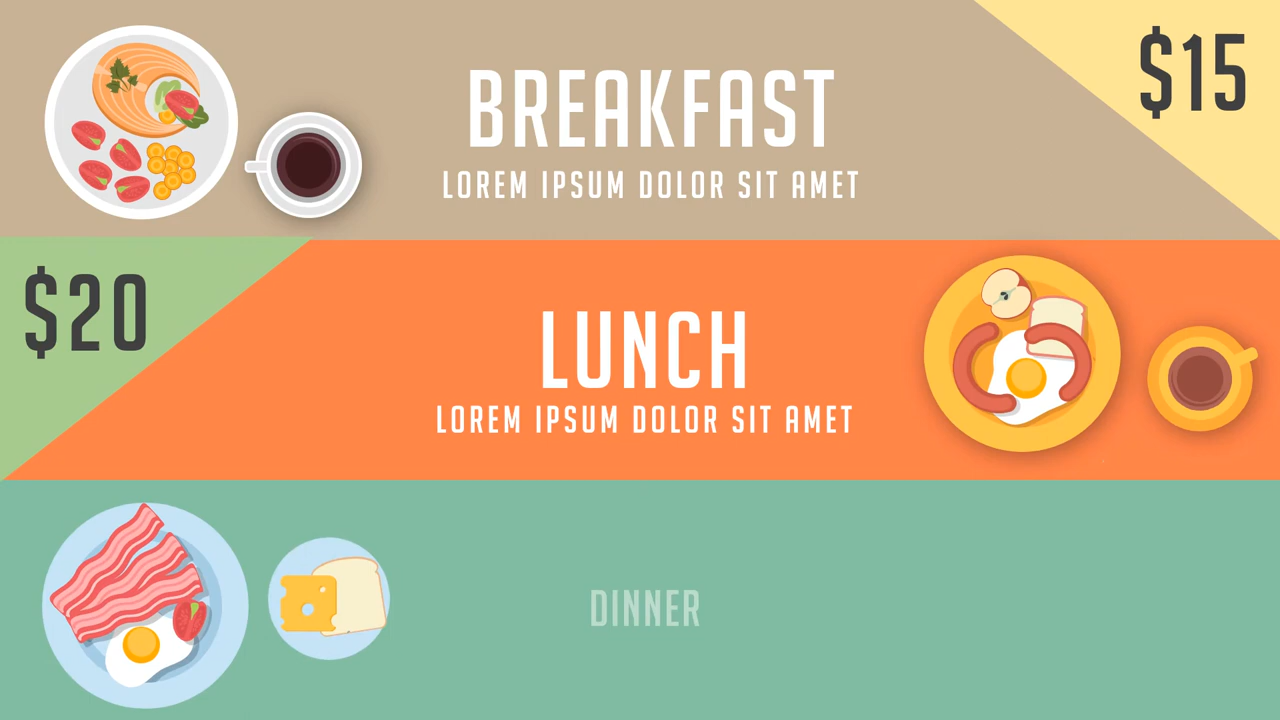 BREAKFAST
LOREM IPSUM DOLOR SIT AMET
$15
$20
LUNCH
LOREM IPSUM DOLOR SIT AMET
DINNER